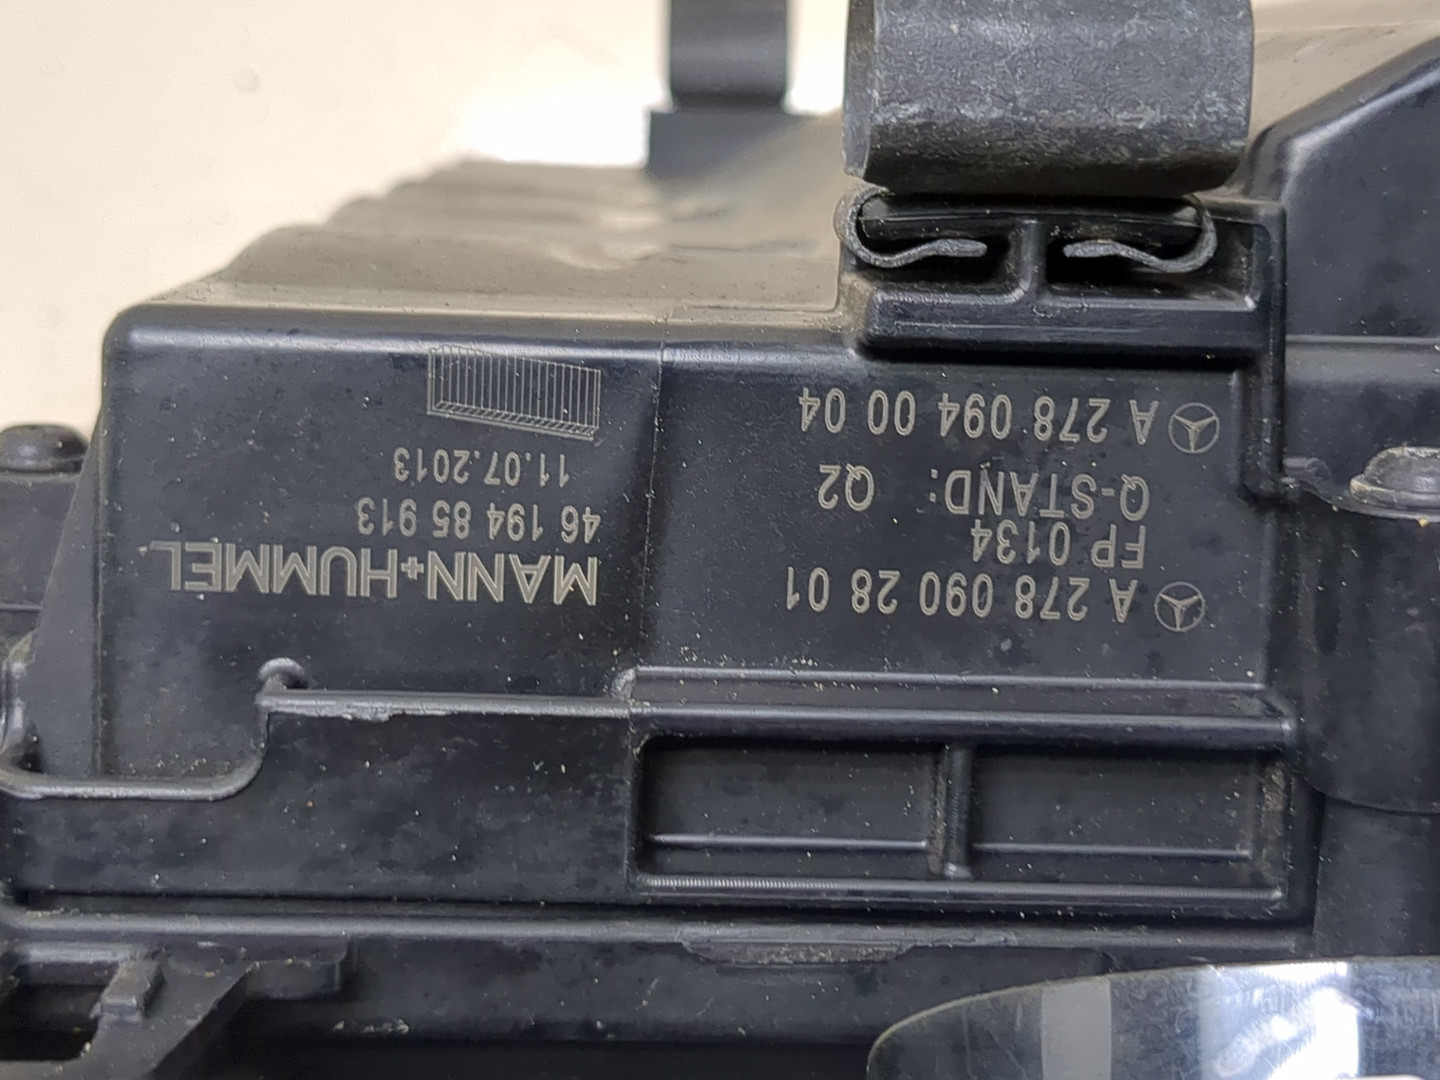 A 278 090 28 01
FP 0134
Q-STAND: Q2
A 278 094 00 04
MANN+HUMMEL
46 194 85 913
11.07.2013